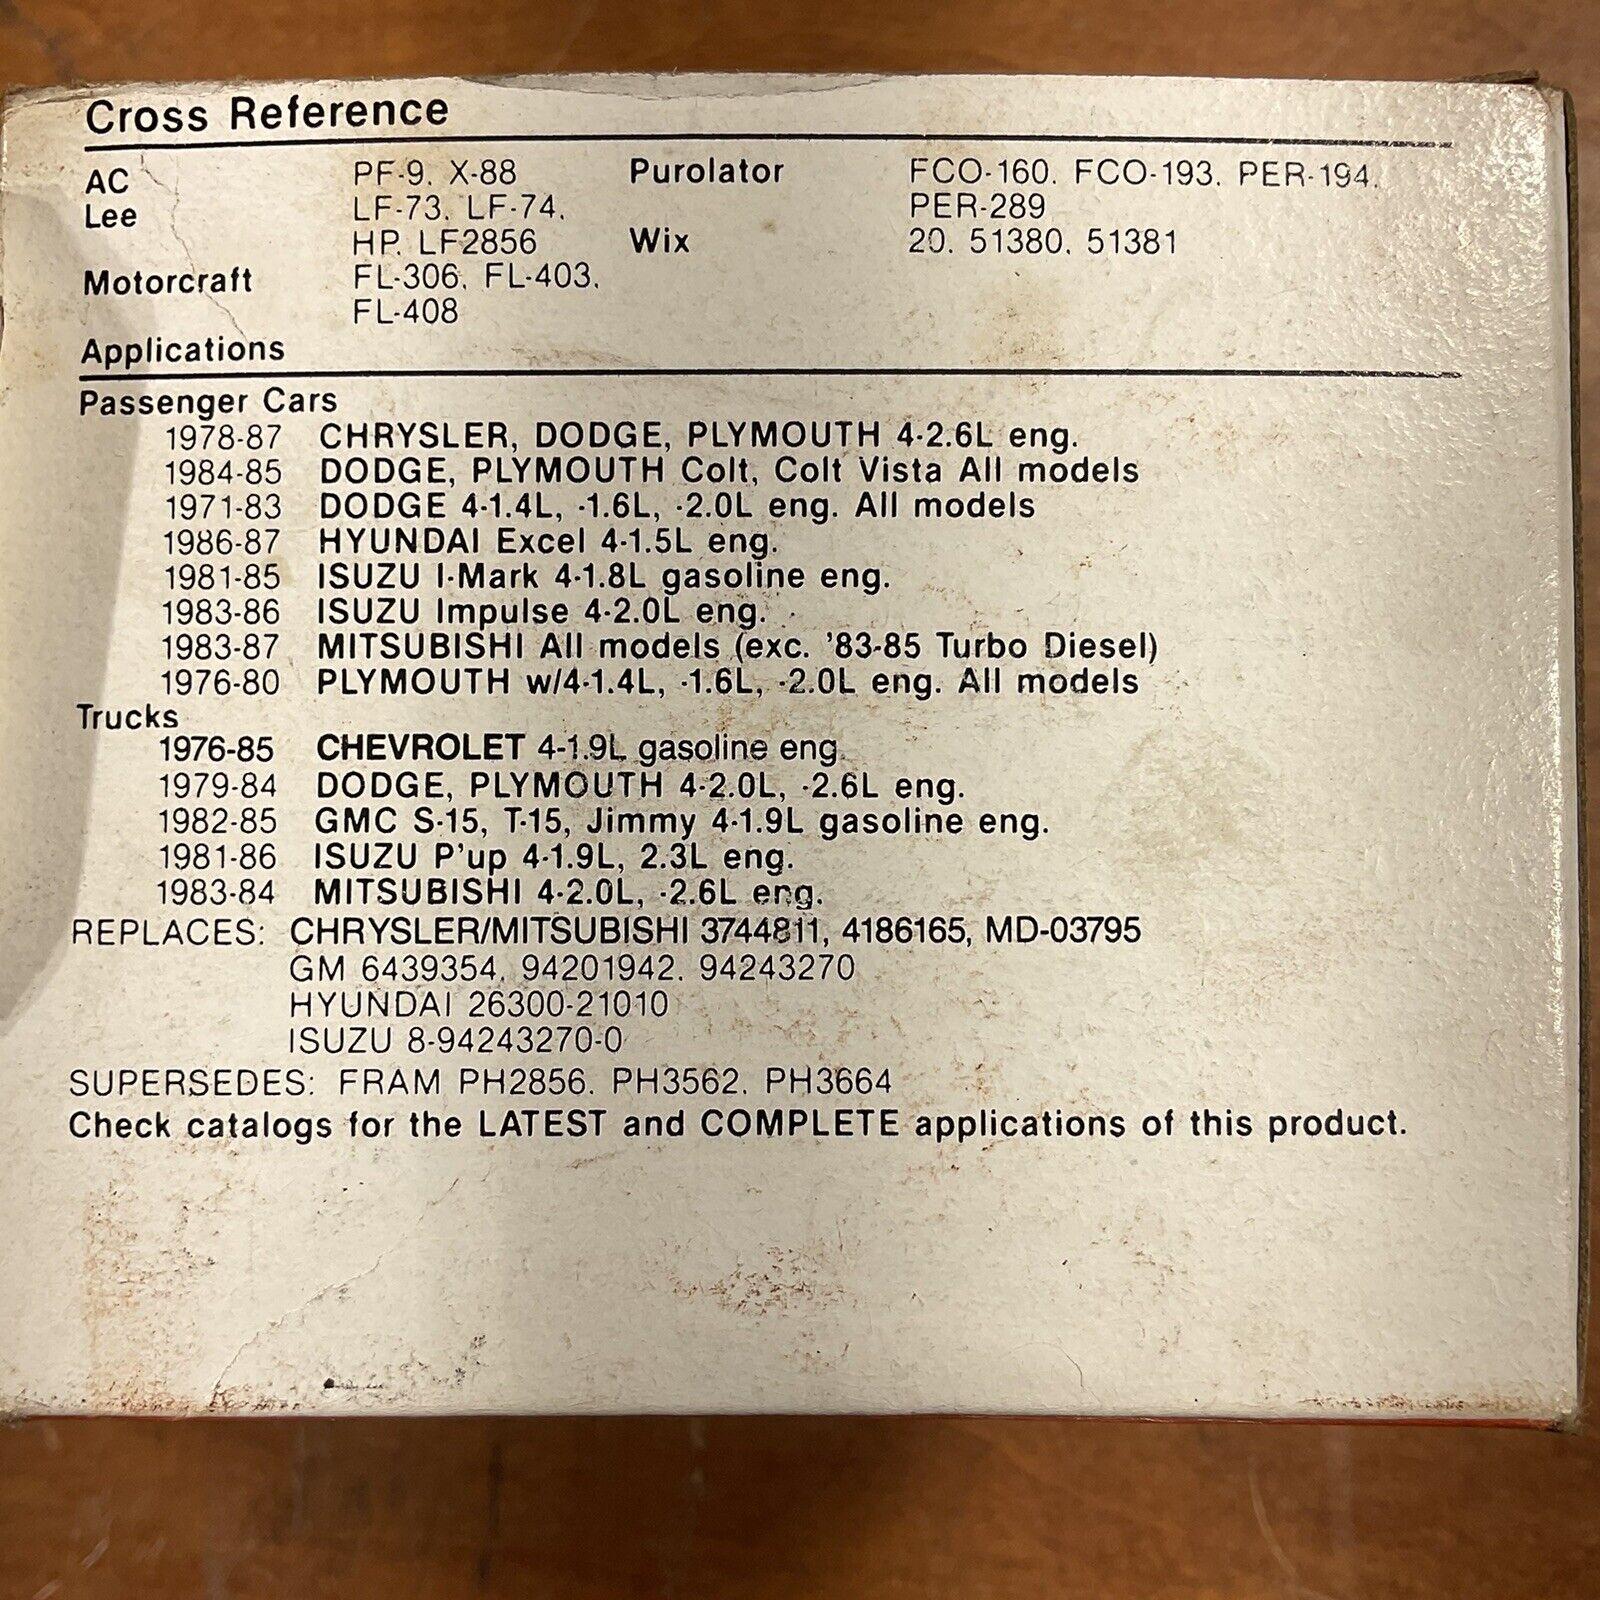 Cross Reference
AC PF-9, X-88 Purolator FCO-160, FCO-193, PER-194,
Lee LF-73, LF-74, PER-289
HP, LF2856 Wix 20, 51380, 51381
Motorcraft FL-306, FL-403,
FL-408
Applications
Passenger Cars
1978-87 CHRYSLER, DODGE, PLYMOUTH 4-2.6L eng.
1984-85 DODGE, PLYMOUTH Colt, Colt Vista All models
1971-83 DODGE 4-1.4L, -1.6L, -2.0L eng. All models
1986-87 HYUNDAI Excel 4-1.5L eng.
1981-85 ISUZU I-Mark 4-1.8L gasoline eng.
1983-86 ISUZU Impulse 4-2.0L eng.
1983-87 MITSUBISHI All models (exc. '83-85 Turbo Diesel)
1976-80 PLYMOUTH w/4-1.4L, -1.6L, -2.0L eng. All models
Trucks
1976-85 CHEVROLET 4-1.9L gasoline eng.
1979-84 DODGE, PLYMOUTH 4-2.0L, -2.6L eng.
1982-85 GMC S-15, T-15, Jimmy 4-1.9L gasoline eng.
1981-86 ISUZU P'up 4-1.9L, 2.3L eng.
1983-84 MITSUBISHI 4-2.0L, -2.6L eng.
REPLACES: CHRYSLER/MITSUBISHI 3744811, 4186165, MD-03795
GM 6439354, 94201942, 94243270
HYUNDAI 26300-21010
ISUZU 8-94243270-0
SUPERSEDES: FRAM PH2856, PH3562, PH3664
Check catalogs for the LATEST and COMPLETE applications of this product.